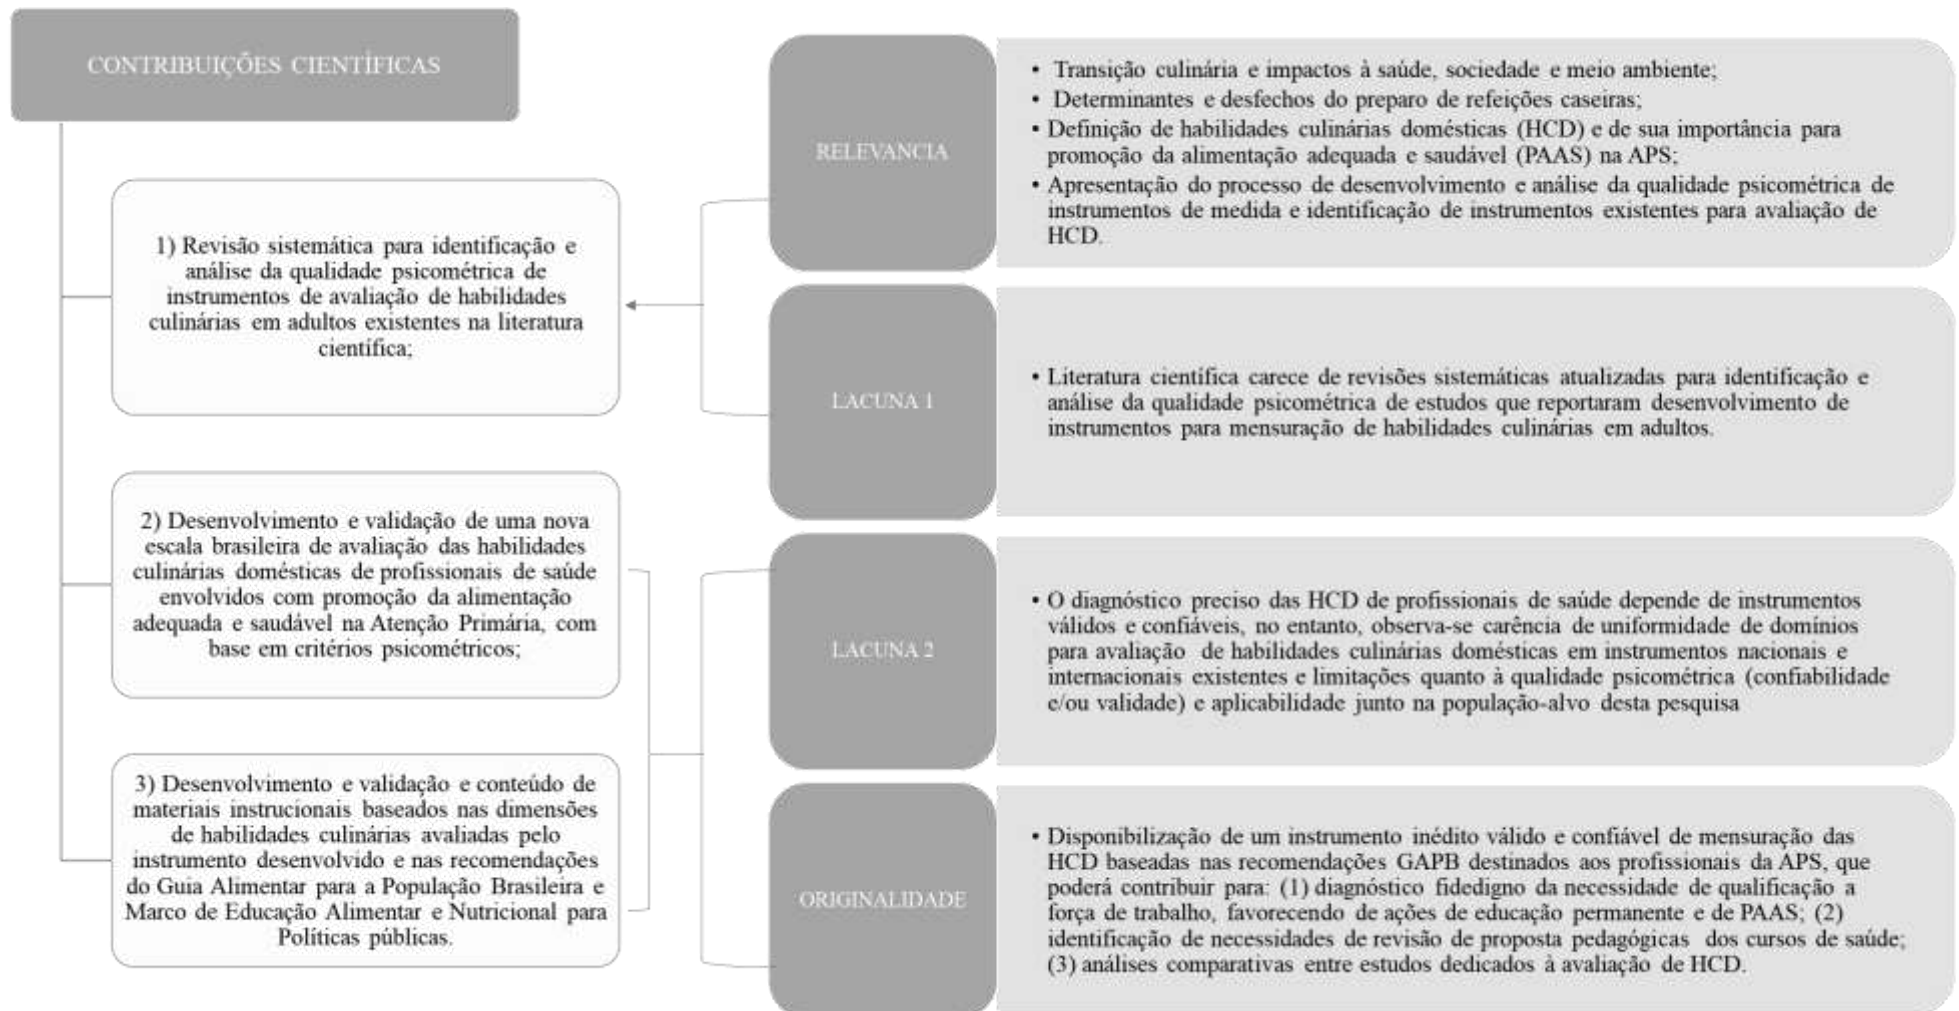 CONTRIBUIÇÕES CIENTÍFICAS
1) Revisão sistemática para identificação e
análise da qualidade psicométrica de
instrumentos de avaliação de habilidades
culinárias em adultos existentes na literatura
científica;
2) Desenvolvimento e validação de uma nova
escala brasileira de avaliação das habilidades
culinárias domésticas de profissionais de saúde
envolvidos com promoção da alimentação
adequada e saudável na Atenção Primária, com
base em critérios psicométricos;
3) Desenvolvimento e validação e conteúdo de
materiais instrucionais baseados nas dimensões
de habilidades culinárias avaliadas pelo
instrumento desenvolvido e nas recomendações
do Guia Alimentar para a População Brasileira e
Marco de Educação Alimentar e Nutricional para
Políticas públicas.
RELEVANCIA
• Transição culinária e impactos à saúde, sociedade e meio ambiente;
• Determinantes e desfechos do preparo de refeições caseiras;
• Definição de habilidades culinárias domésticas (HCD) e de sua importância para
promoção da alimentação adequada e saudável (PAAS) na APS;
• Apresentação do processo de desenvolvimento e análise da qualidade psicométrica de
instrumentos de medida e identificação de instrumentos existentes para avaliação de
HCD.
LACUNA 1
• Literatura científica carece de revisões sistemáticas atualizadas para identificação e
análise da qualidade psicométrica de estudos que reportaram desenvolvimento de
instrumentos para mensuração de habilidades culinárias em adultos.
LACUNA 2
• O diagnóstico preciso das HCD de profissionais de saúde depende de instrumentos
válidos e confiáveis, no entanto, observa-se carência de uniformidade de domínios
para avaliação de habilidades culinárias domésticas em instrumentos nacionais e
internacionais existentes e limitações quanto à qualidade psicométrica (confiabilidade
e/ou validade) e aplicabilidade junto na população-alvo desta pesquisa
ORIGINALIDADE
• Disponibilização de um instrumento inédito válido e confiável de mensuração das
HCD baseadas nas recomendações GAPB destinados aos profissionais da APS, que
poderá contribuir para: (1) diagnóstico fidedigno da necessidade de qualificação a
força de trabalho, favorecendo de ações de educação permanente e de PAAS; (2)
identificação de necessidades de revisão de proposta pedagógicas dos cursos de saúde;
(3) análises comparativas entre estudos dedicados à avaliação de HCD.